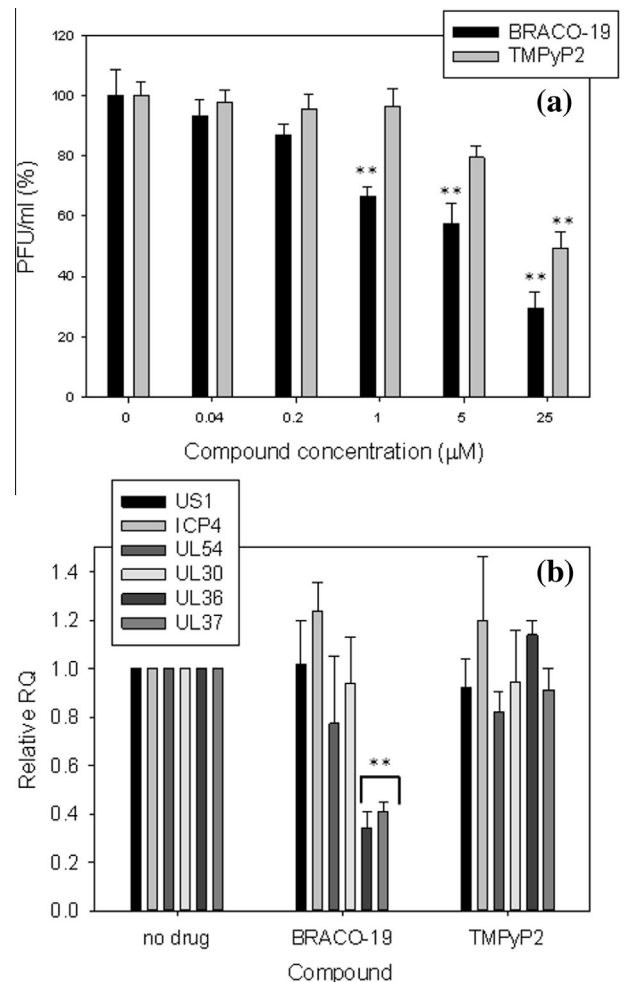 BRACO-19
TMPyP2
(a)
120
100
80
60
40
20
0
PFU/ml (%)
**
**
**
**
0 0.04 0.2 1 5 25
Compound concentration (μM)
US1
ICP4
UL54
UL30
UL36
UL37
(b)
1.4
1.2
1.0
0.8
0.6
0.4
0.2
0.0
Relative RQ
**
no drug BRACO-19 TMPyP2
Compound